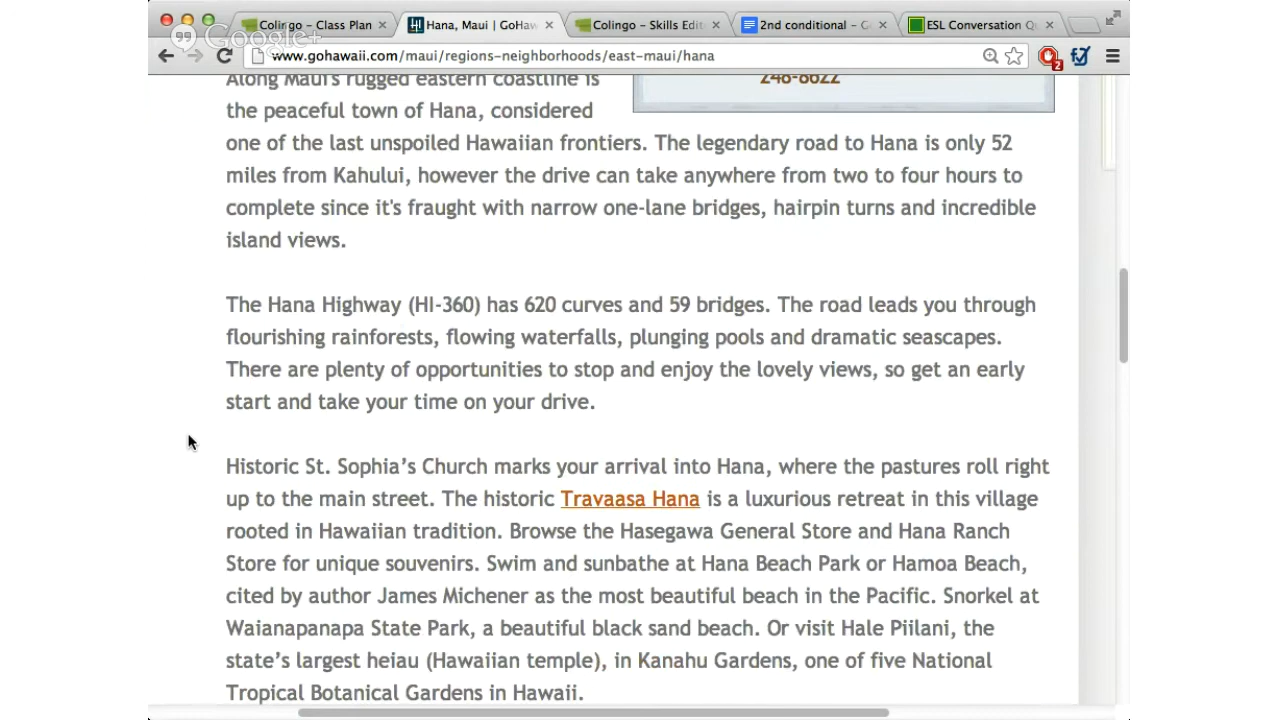 Colingo – Class Plan
Hana, Maui | GoHaw
Colingo – Skills Edit
2nd conditional – G
ESL Conversation Qu
Google+
www.gohawaii.com/maui/regions-neighborhoods/east-maui/hana
2
Along Maui's rugged eastern coastline is
248-8622
the peaceful town of Hana, considered
one of the last unspoiled Hawaiian frontiers. The legendary road to Hana is only 52
miles from Kahului, however the drive can take anywhere from two to four hours to
complete since it's fraught with narrow one-lane bridges, hairpin turns and incredible
island views.
The Hana Highway (HI-360) has 620 curves and 59 bridges. The road leads you through
flourishing rainforests, flowing waterfalls, plunging pools and dramatic seascapes.
There are plenty of opportunities to stop and enjoy the lovely views, so get an early
start and take your time on your drive.
Historic St. Sophia’s Church marks your arrival into Hana, where the pastures roll right
up to the main street. The historic Travaasa Hana is a luxurious retreat in this village
rooted in Hawaiian tradition. Browse the Hasegawa General Store and Hana Ranch
Store for unique souvenirs. Swim and sunbathe at Hana Beach Park or Hamoa Beach,
cited by author James Michener as the most beautiful beach in the Pacific. Snorkel at
Waianapanapa State Park, a beautiful black sand beach. Or visit Hale Piilani, the
state’s largest heiau (Hawaiian temple), in Kanahu Gardens, one of five National
Tropical Botanical Gardens in Hawaii.